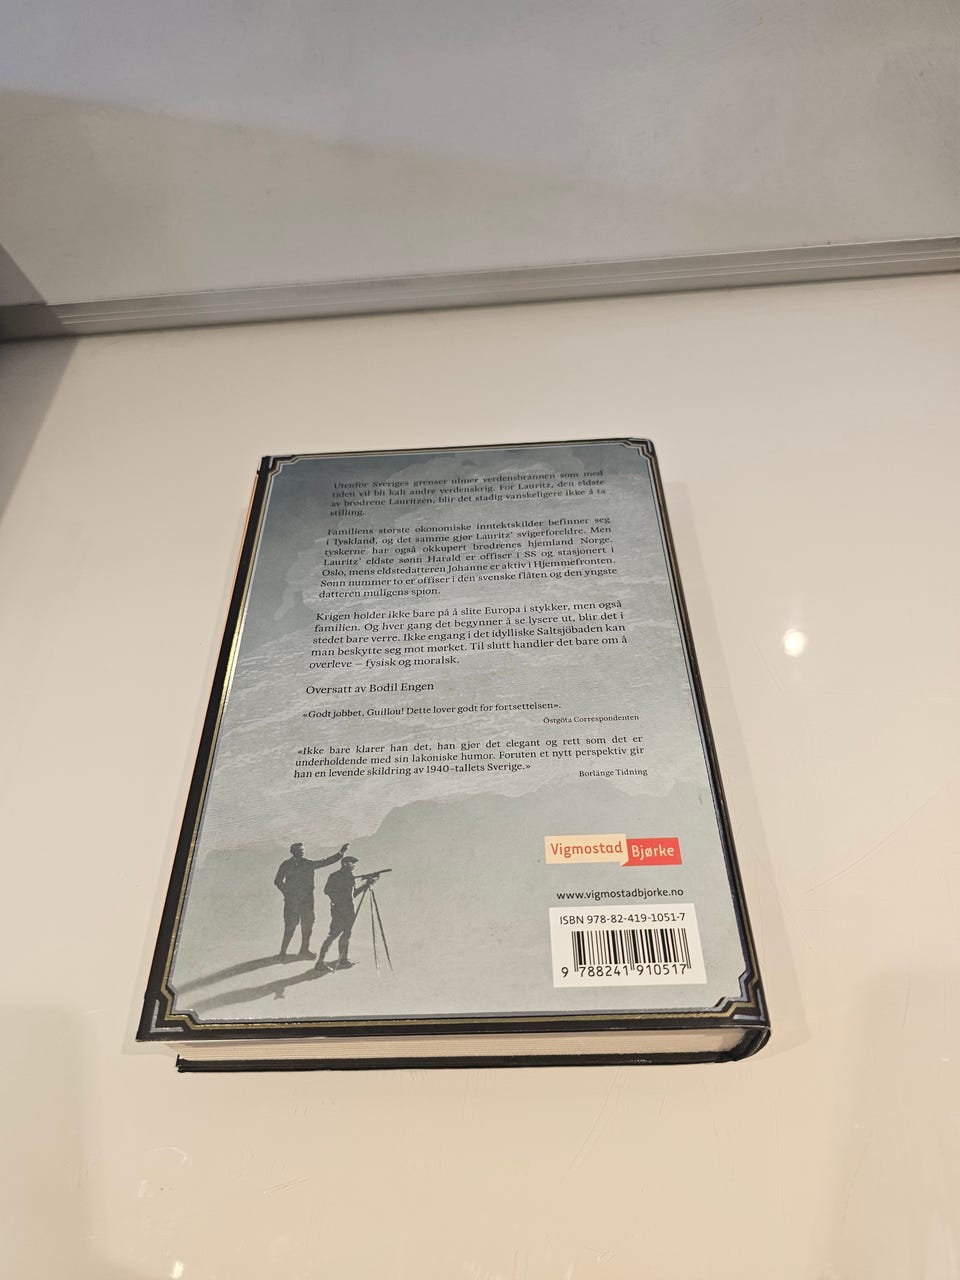 Utenfor Sveriges grenser ulmer verdensbrannen som med
tiden vil bli kalt andre verdenskrig. For Lauritz, den eldste
av brødrene Lauritzen, blir det stadig vanskeligere ikke å ta
stilling.
Familiens største økonomiske inntektskilder befinner seg
i Tyskland, og det samme gjør Lauritz' svigerforeldre. Men
tyskerne har også okkupert brødrenes hjemland Norge.
Lauritz' eldste sønn Harald er offiser i SS og stasjonert i
Oslo, mens eldstedatteren Johanne er aktiv i Hjemmefronten.
Sønn nummer to er offiser i den svenske flåten og den yngste
datteren muligens spion.
Krigen holder ikke bare på å slite Europa i stykker, men også
familien. Og hver gang det begynner å se lysere ut, blir det i
stedet bare verre. Ikke engang i det idylliske Saltsjöbaden kan
man beskytte seg mot mørket. Til slutt handler det bare om å
overleve – fysisk og moralsk.
Oversatt av Bodil Engen
«Godt jobbet, Guillou! Dette lover godt for fortsettelsen».
Östgöta Correspondenten
«Ikke bare klarer han det, han gjør det elegant og rett som det er
underholdende med sin lakoniske humor. Foruten et nytt perspektiv gir
han en levende skildring av 1940-tallets Sverige.»
Borlänge Tidning
Vigmostad Bjørke
www.vigmostadbjorke.no
ISBN 978-82-419-1051-7
9 788241 910517